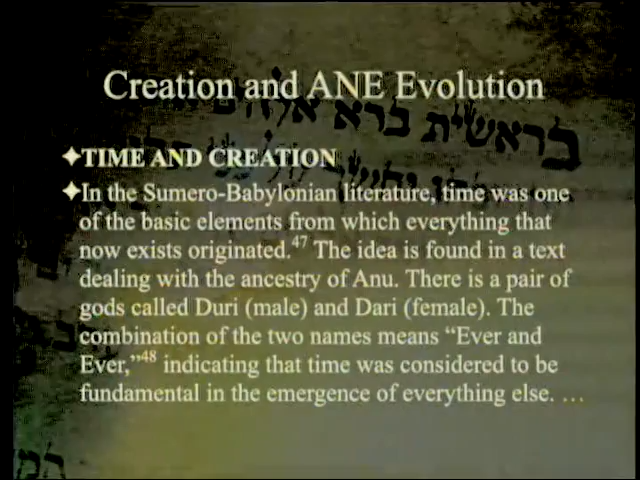 Creation and ANE Evolution
בראשית ברא אלהים
✦TIME AND CREATION
✦In the Sumero-Babylonian literature, time was one
of the basic elements from which everything that
now exists originated.47 The idea is found in a text
dealing with the ancestry of Anu. There is a pair of
gods called Duri (male) and Dari (female). The
combination of the two names means “Ever and
Ever,”48 indicating that time was considered to be
fundamental in the emergence of everything else. …